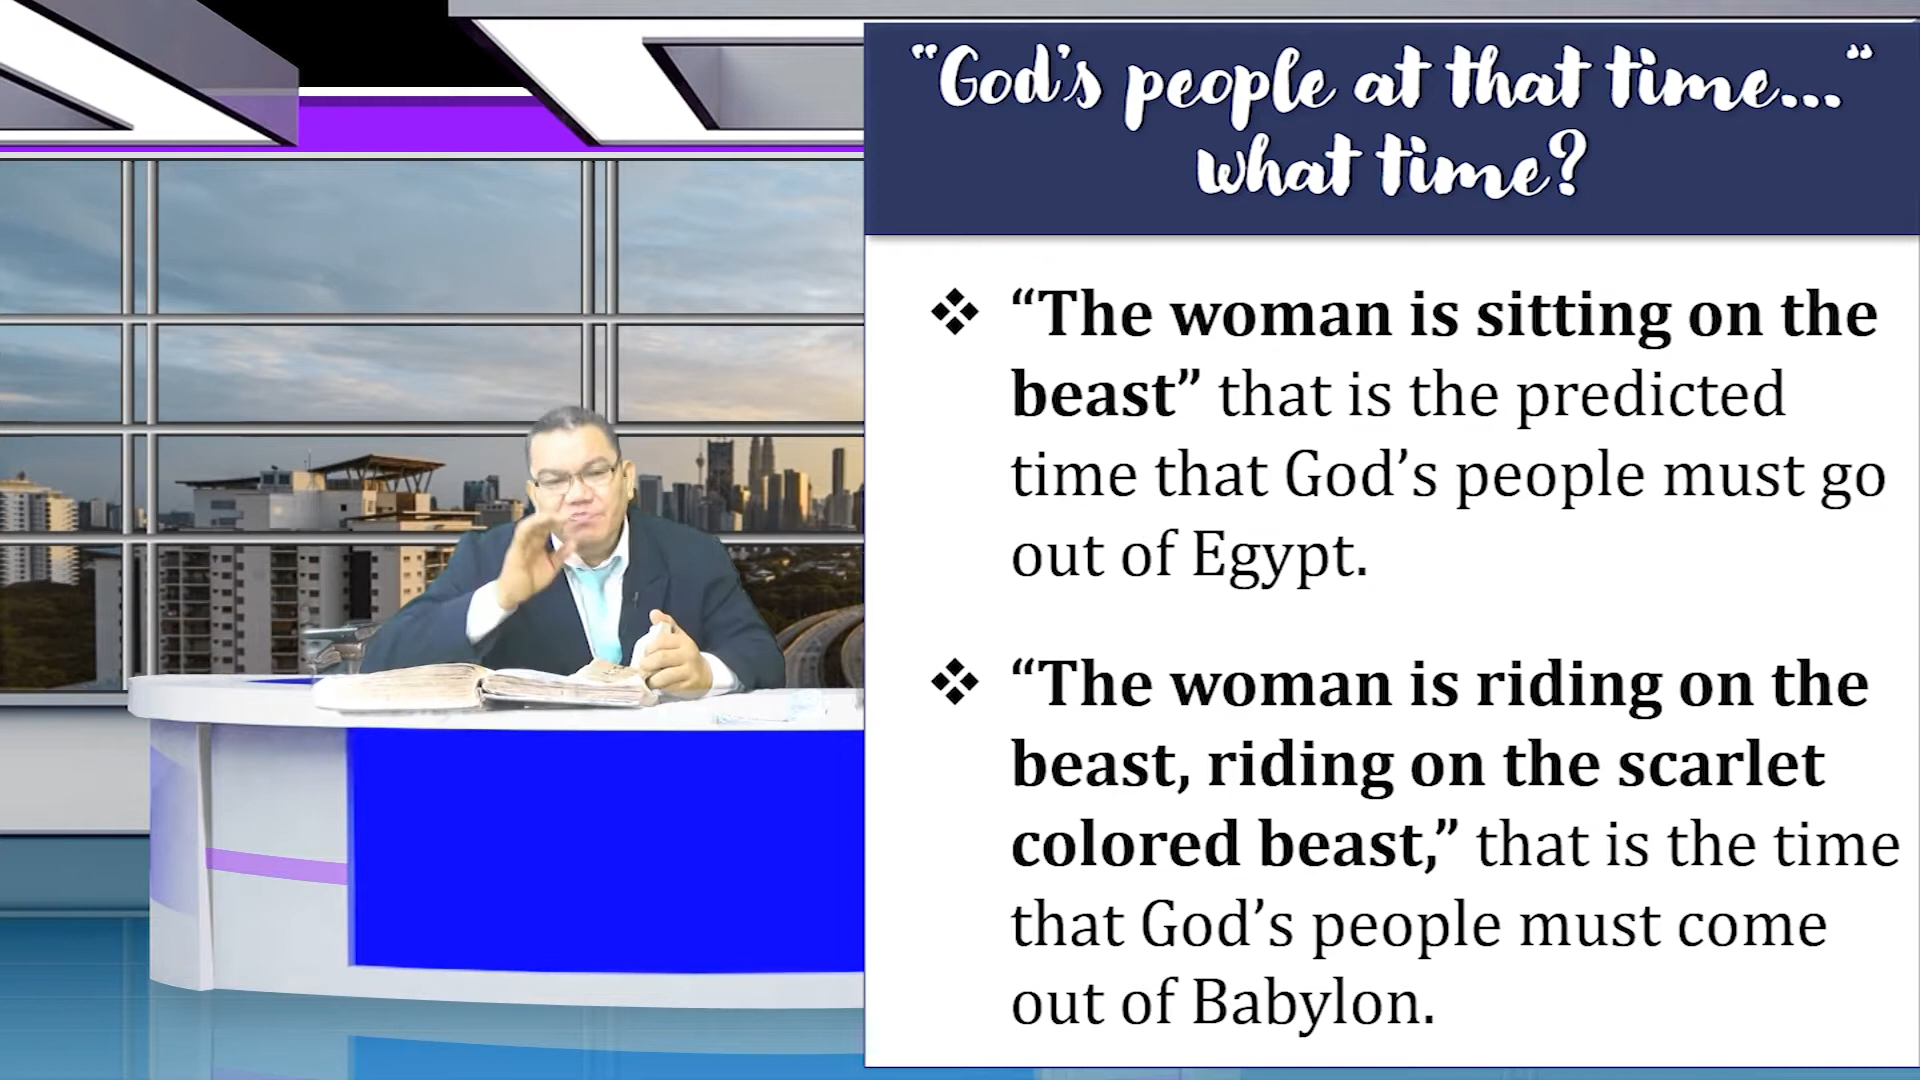 “God’s people at that time...“
what time?
❖ “The woman is sitting on the
beast” that is the predicted
time that God’s people must go
out of Egypt.
❖ “The woman is riding on the
beast, riding on the scarlet
colored beast,” that is the time
that God’s people must come
out of Babylon.